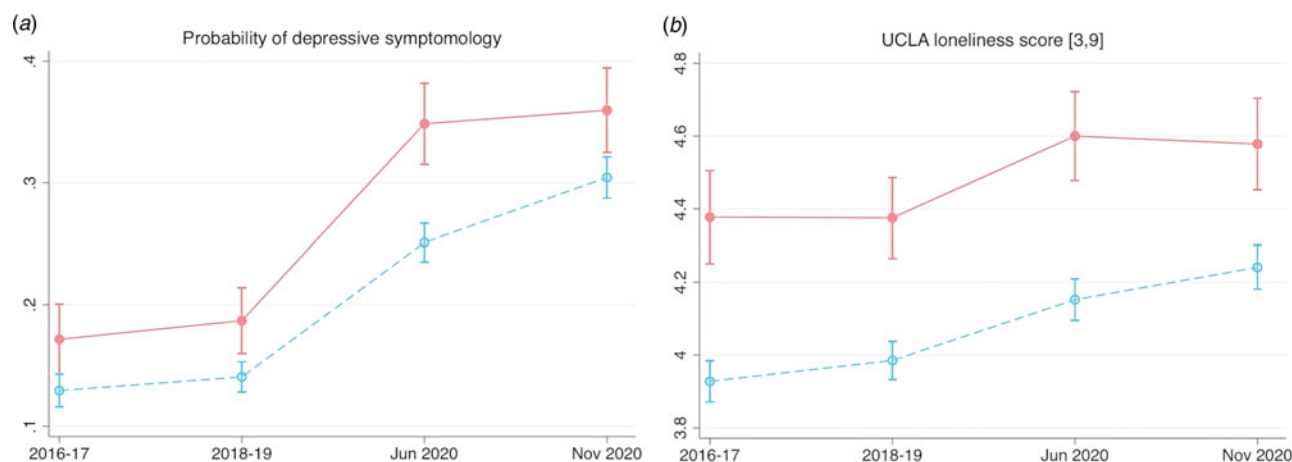 (a)
Probability of depressive symptomology
.4
.3
.2
.1
2016-17 2018-19 Jun 2020 Nov 2020
(b)
UCLA loneliness score [3,9]
4.8
4.6
4.4
4.2
4
3.8
2016-17 2018-19 Jun 2020 Nov 2020